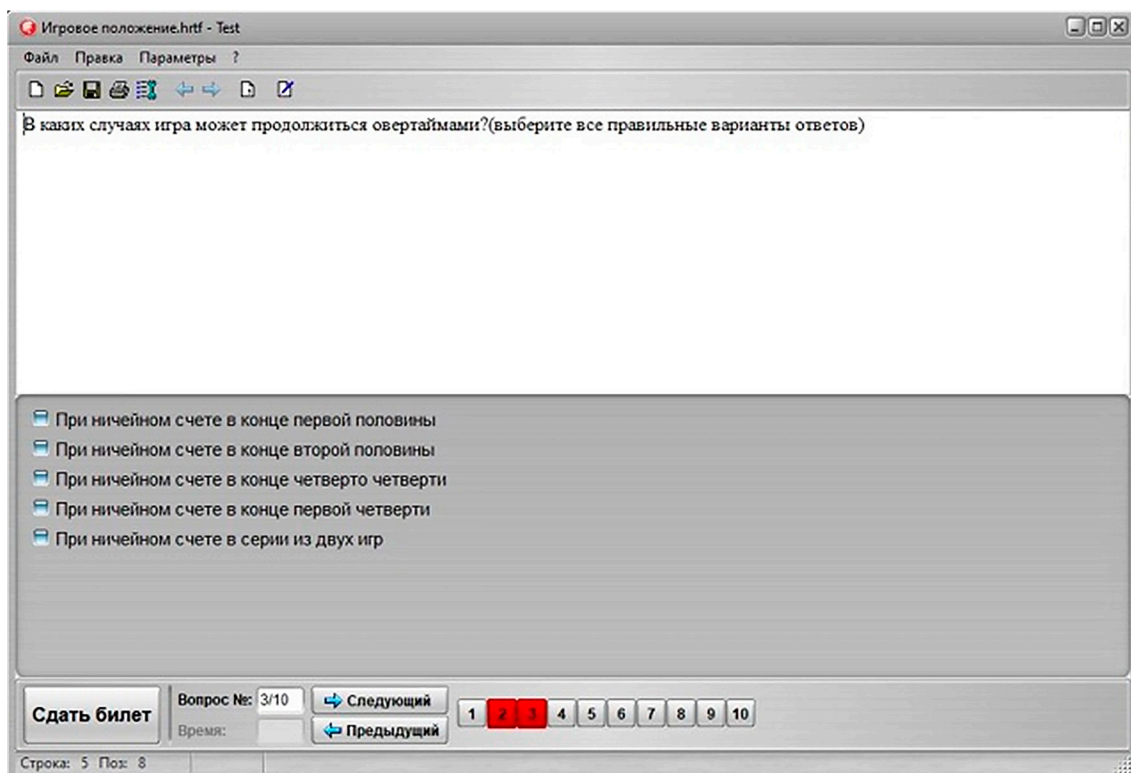 Игровое положение.hrtf - Test
Файл Правка Параметры ?
В каких случаях игра может продолжиться овертаймами?(выберите все правильные варианты ответов)
При ничейном счете в конце первой половины
При ничейном счете в конце второй половины
При ничейном счете в конце четверто четверти
При ничейном счете в конце первой четверти
При ничейном счете в серии из двух игр
Сдать билет
Вопрос №: 3/10
Время:
Следующий
Предыдущий
1 2 3 4 5 6 7 8 9 10
Строка: 5 Поз: 8